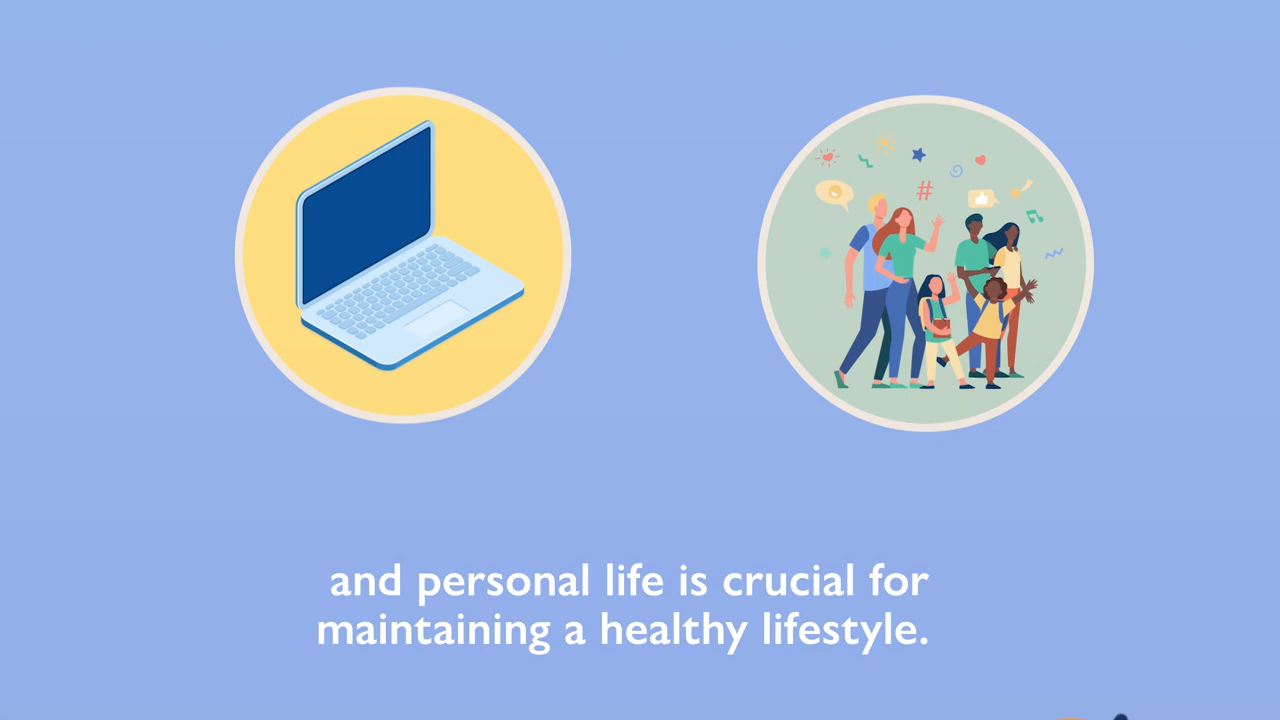 #
and personal life is crucial for
maintaining a healthy lifestyle.